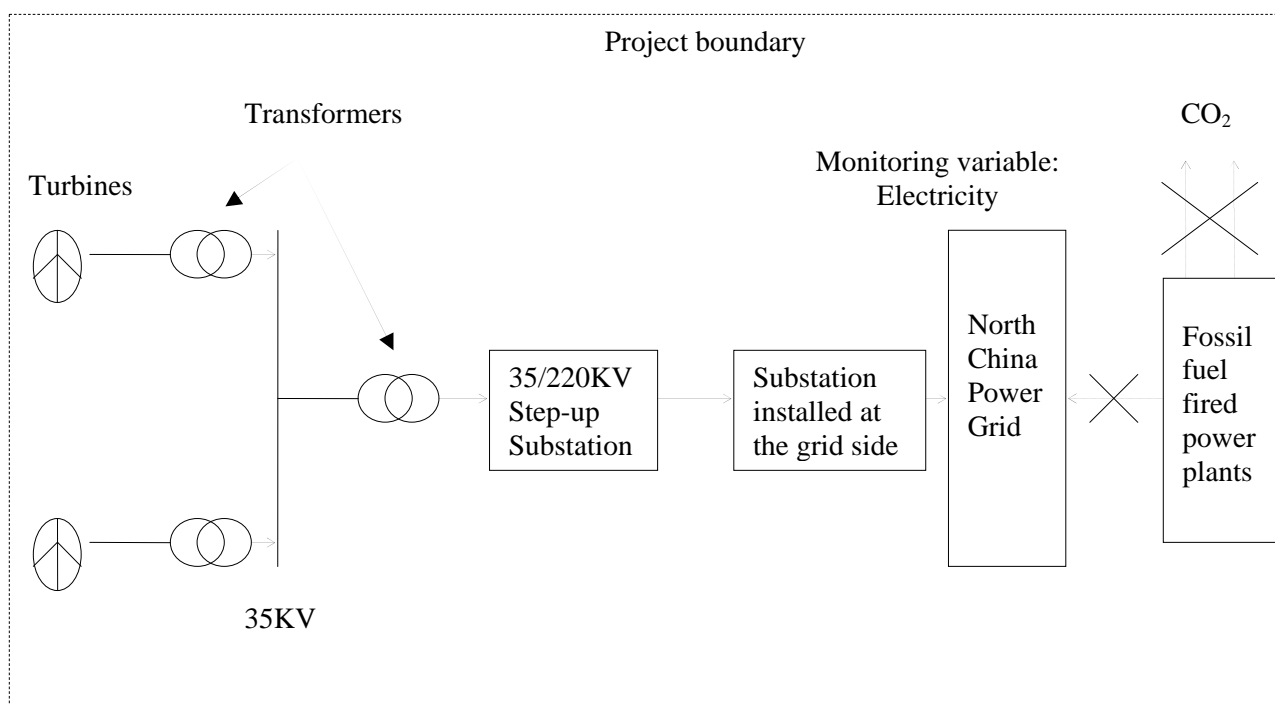 Project boundary
Transformers
CO₂
Monitoring variable:
Electricity
Turbines
35/220KV
Step-up
Substation
Substation
installed at
the grid side
North
China
Power
Grid
Fossil
fuel
fired
power
plants
35KV